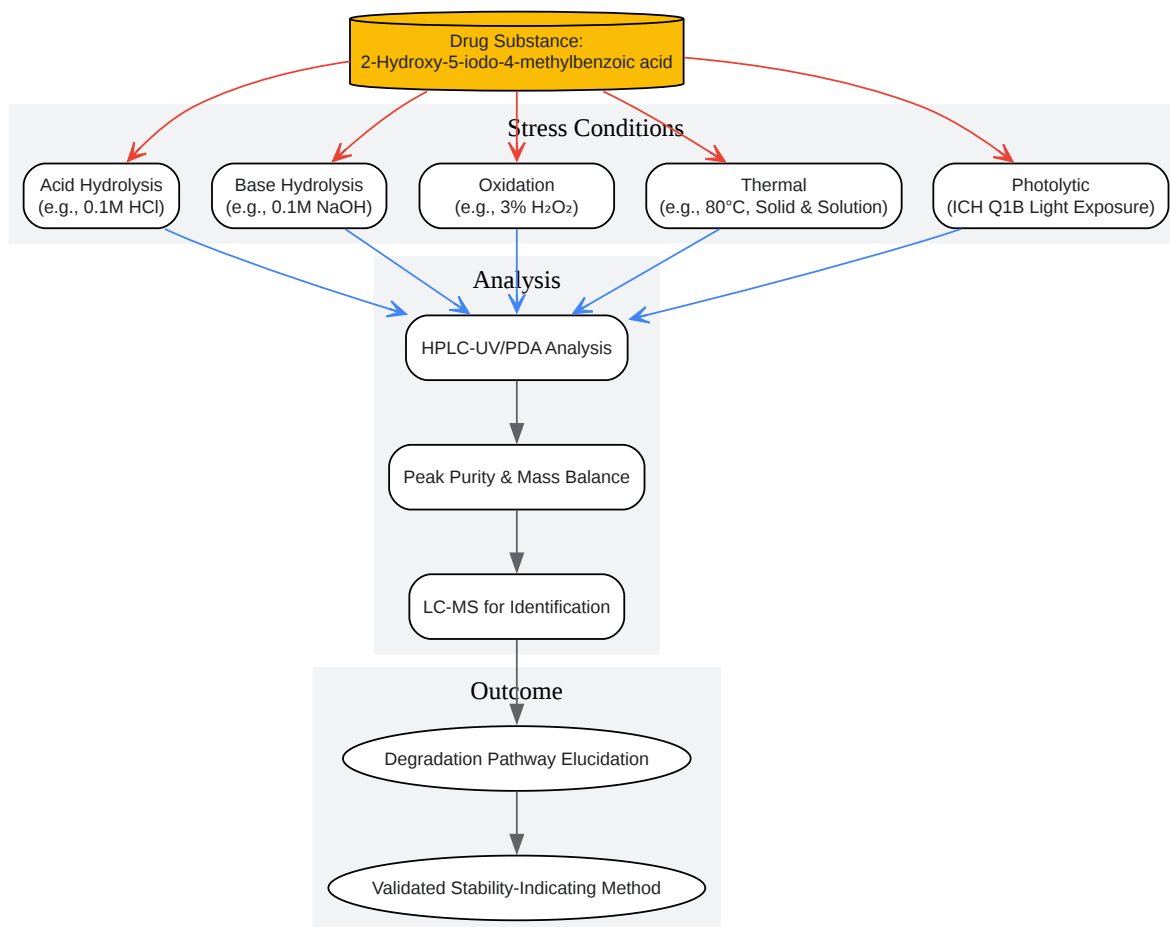 Drug Substance:
2-Hydroxy-5-iodo-4-methylbenzoic acid
Stress Conditions
Acid Hydrolysis
(e.g., 0.1M HCl)
Base Hydrolysis
(e.g., 0.1M NaOH)
Oxidation
(e.g., 3% H₂O₂)
Thermal
(e.g., 80°C, Solid & Solution)
Photolytic
(ICH Q1B Light Exposure)
Analysis
HPLC-UV/PDA Analysis
Peak Purity & Mass Balance
LC-MS for Identification
Outcome
Degradation Pathway Elucidation
Validated Stability-Indicating Method